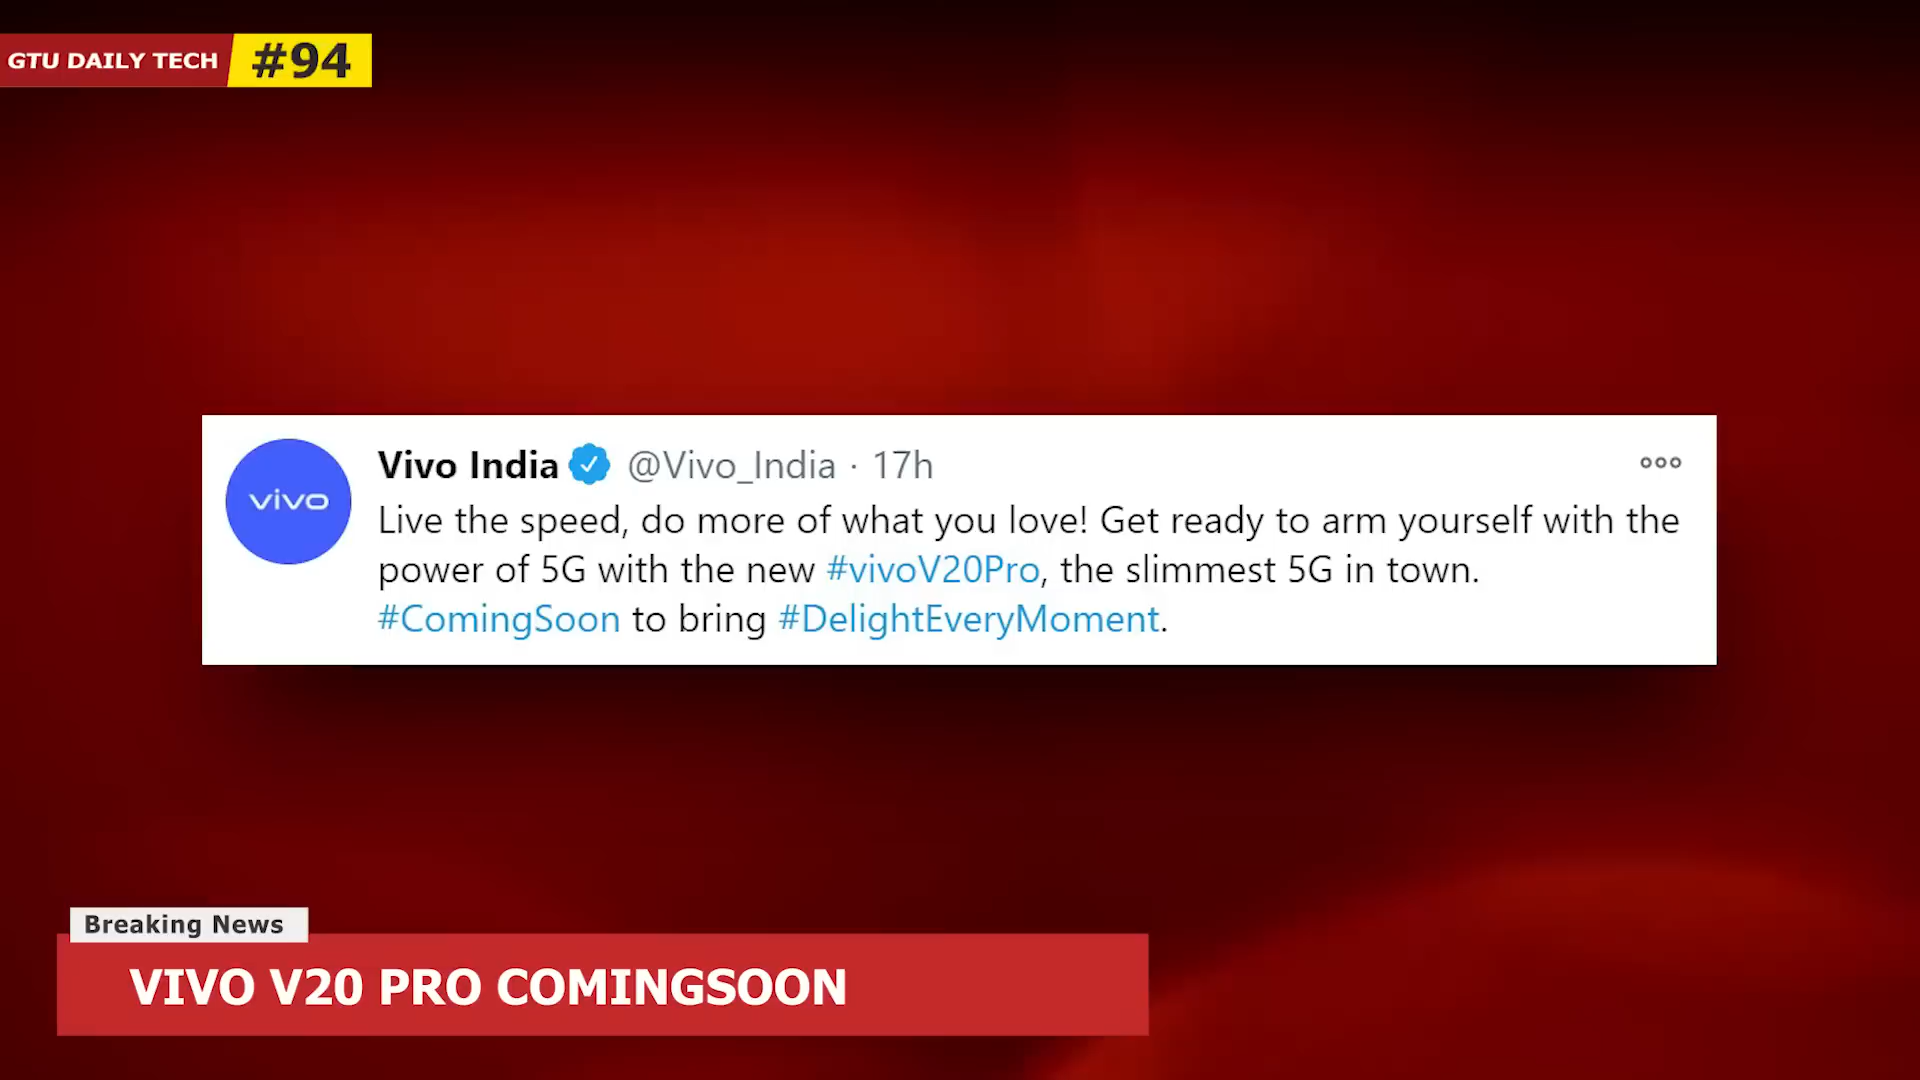 GTU DAILY TECH #94
vivo
Vivo India @Vivo_India · 17h
Live the speed, do more of what you love! Get ready to arm yourself with the
power of 5G with the new #vivoV20Pro, the slimmest 5G in town.
#ComingSoon to bring #DelightEveryMoment.
Breaking News
VIVO V20 PRO COMINGSOON